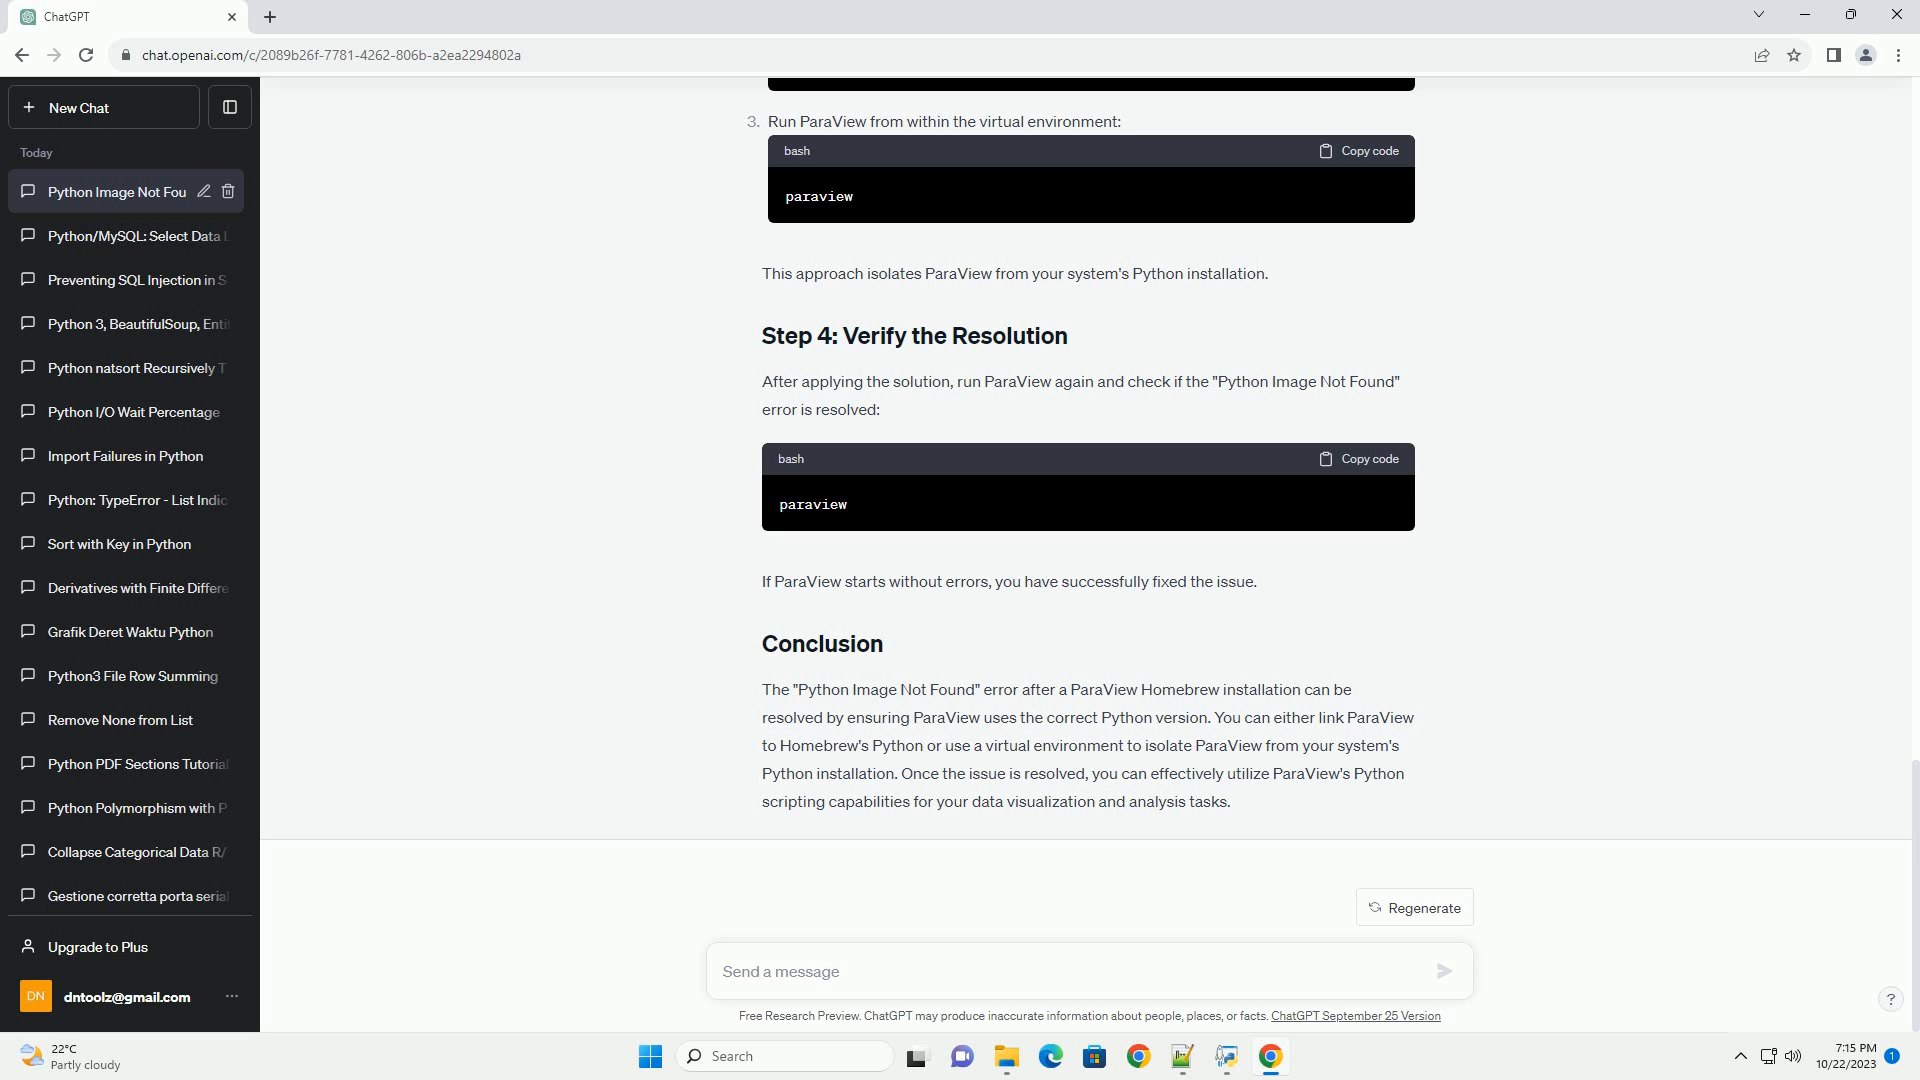 ChatGPT
chat.openai.com/c/2089b26f-7781-4262-806b-a2ea2294802a
New Chat
Today
Python Image Not Fou
Python/MySQL: Select Data
Preventing SQL Injection in S
Python 3, BeautifulSoup, Enti
Python natsort Recursively T
Python I/O Wait Percentage
Import Failures in Python
Python: TypeError - List Indic
Sort with Key in Python
Derivatives with Finite Differe
Grafik Deret Waktu Python
Python3 File Row Summing
Remove None from List
Python PDF Sections Tutorial
Python Polymorphism with P
Collapse Categorical Data R/
Gestione corretta porta serial
Upgrade to Plus
DN dntoolz@gmail.com
3. Run ParaView from within the virtual environment:
bash Copy code
paraview
This approach isolates ParaView from your system's Python installation.
Step 4: Verify the Resolution
After applying the solution, run ParaView again and check if the "Python Image Not Found"
error is resolved:
bash Copy code
paraview
If ParaView starts without errors, you have successfully fixed the issue.
Conclusion
The "Python Image Not Found" error after a ParaView Homebrew installation can be
resolved by ensuring ParaView uses the correct Python version. You can either link ParaView
to Homebrew's Python or use a virtual environment to isolate ParaView from your system's
Python installation. Once the issue is resolved, you can effectively utilize ParaView's Python
scripting capabilities for your data visualization and analysis tasks.
Regenerate
Send a message
Free Research Preview. ChatGPT may produce inaccurate information about people, places, or facts. ChatGPT September 25 Version
?
22°C
Partly cloudy
Search
7:15 PM
10/22/2023
1